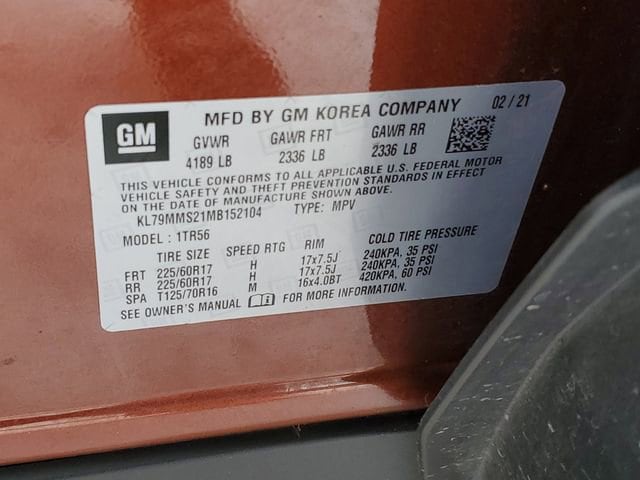 GM
MFD BY GM KOREA COMPANY 02 / 21
GVWR GAWR FRT GAWR RR
4189 LB 2336 LB 2336 LB
THIS VEHICLE CONFORMS TO ALL APPLICABLE U.S. FEDERAL MOTOR
VEHICLE SAFETY AND THEFT PREVENTION STANDARDS IN EFFECT
ON THE DATE OF MANUFACTURE SHOWN ABOVE.
KL79MMS21MB152104 TYPE: MPV
MODEL : 1TR56
TIRE SIZE SPEED RTG RIM COLD TIRE PRESSURE
FRT 225/60R17 H 17x7.5J 240KPA, 35 PSI
RR 225/60R17 H 17x7.5J 240KPA, 35 PSI
SPA T125/70R16 M 16x4.0BT 420KPA, 60 PSI
SEE OWNER'S MANUAL FOR MORE INFORMATION.